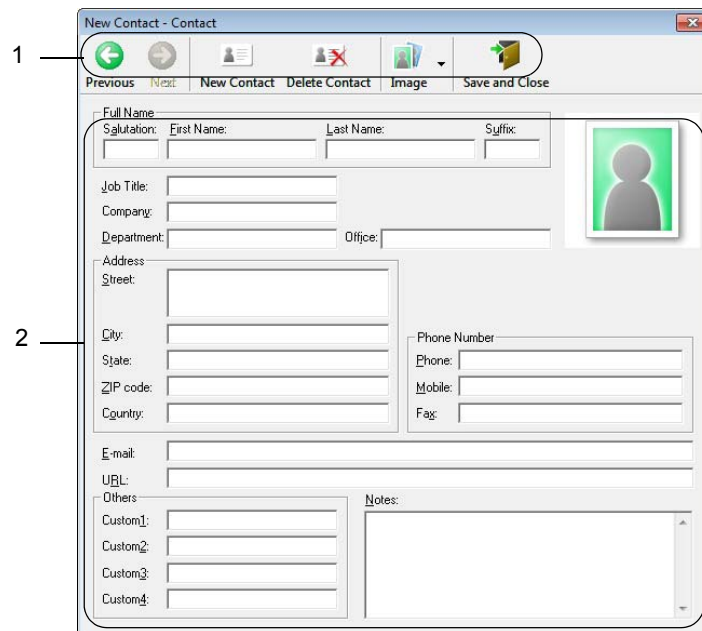 New Contact - Contact
1
Previous Next New Contact Delete Contact Image Save and Close
Full Name
Salutation: First Name: Last Name: Suffix:
Job Title:
Company:
Department: Office:
Address
Street:
2
City:
State:
ZIP code:
Country:
Phone Number
Phone:
Mobile:
Fax:
E-mail:
URL:
Others
Custom1:
Custom2:
Custom3:
Custom4:
Notes: